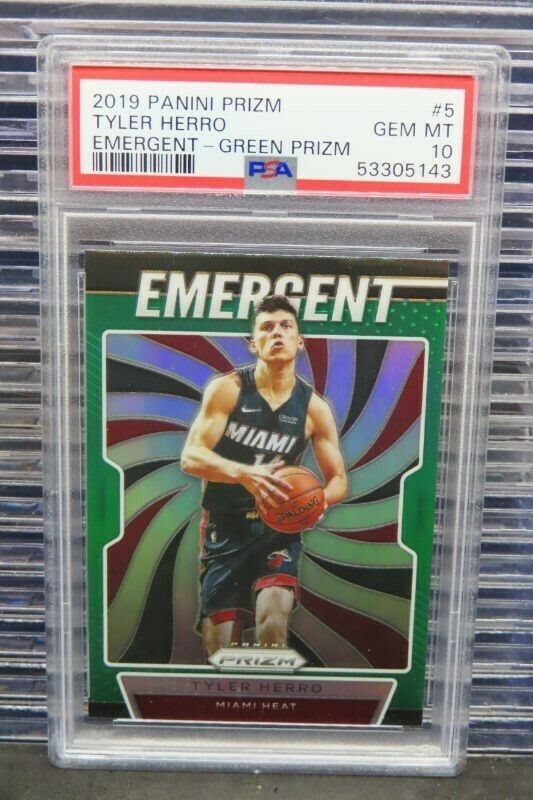 2019 PANINI PRIZM #5
TYLER HERRO GEM MT
EMERGENT – GREEN PRIZM 10
PSA 53305143
EMERGENT
MIAMI
14
SPALDING
PANINI
PRIZM
TYLER HERRO
MIAMI HEAT